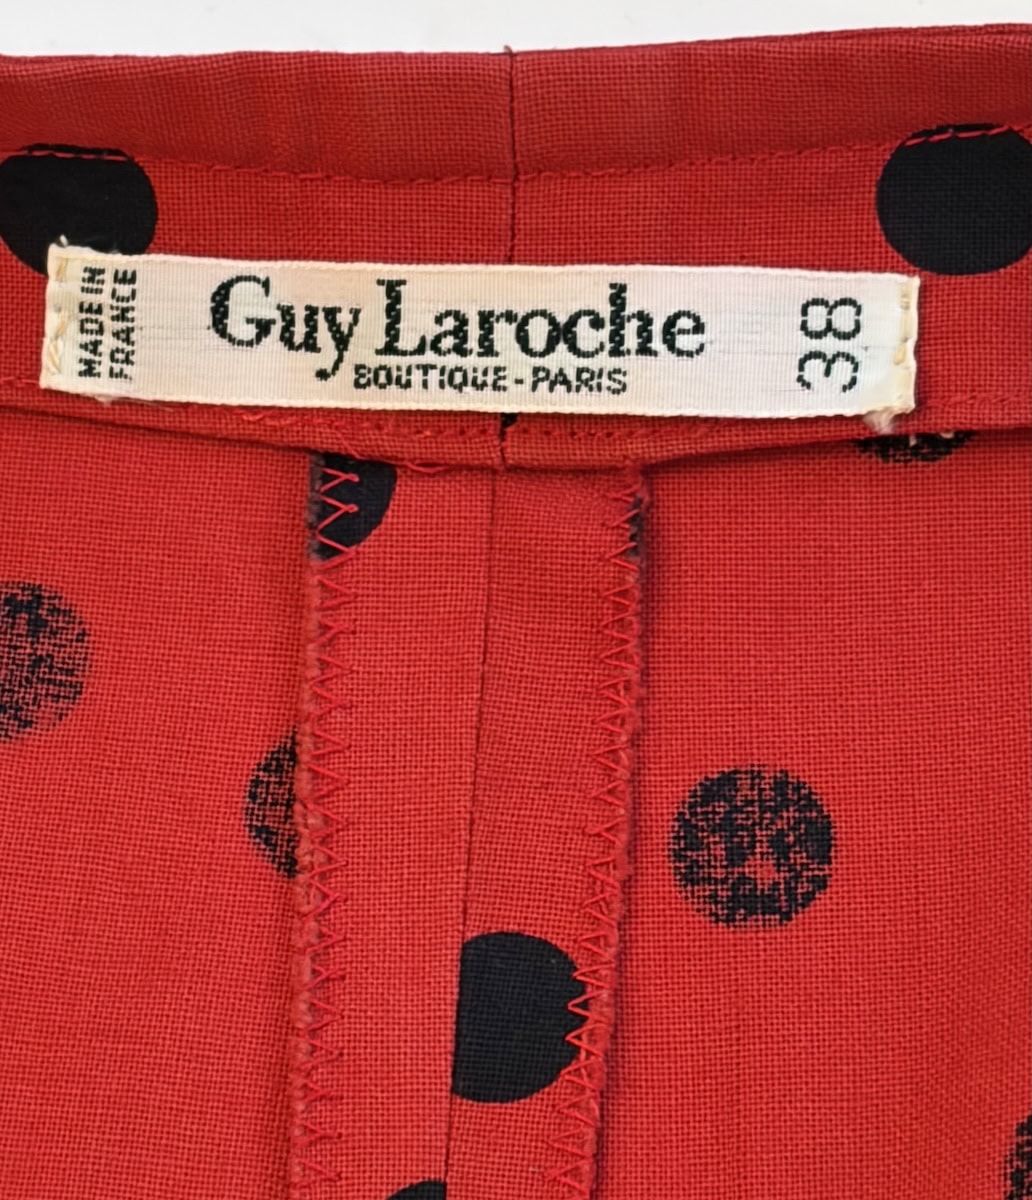 MADE IN
FRANCE
Guy Laroche
BOUTIQUE-PARIS
38